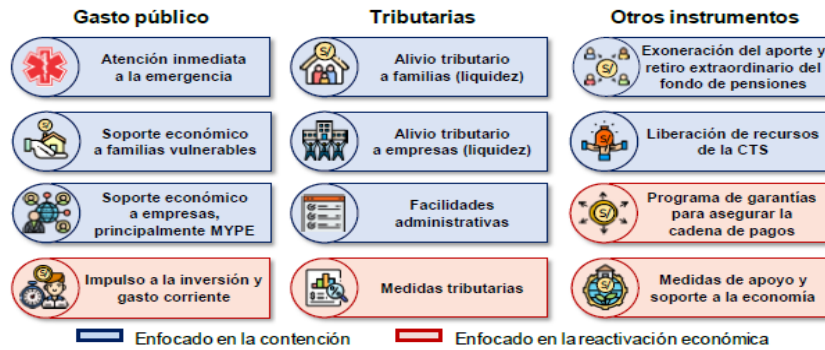 Gasto público
Atención inmediata
a la emergencia
Soporte económico
a familias vulnerables
Soporte económico
a empresas,
principalmente MYPE
Impulso a la inversión y
gasto corriente
Tributarias
Alivio tributario
a familias (liquidez)
Alivio tributario
a empresas (liquidez)
Facilidades
administrativas
Medidas tributarias
Otros instrumentos
Exoneración del aporte y
retiro extraordinario del
fondo de pensiones
Liberación de recursos
de la CTS
Programa de garantías
para asegurar la
cadena de pagos
Medidas de apoyo y
soporte a la economía
Enfocado en la contención
Enfocado en la reactivación económica